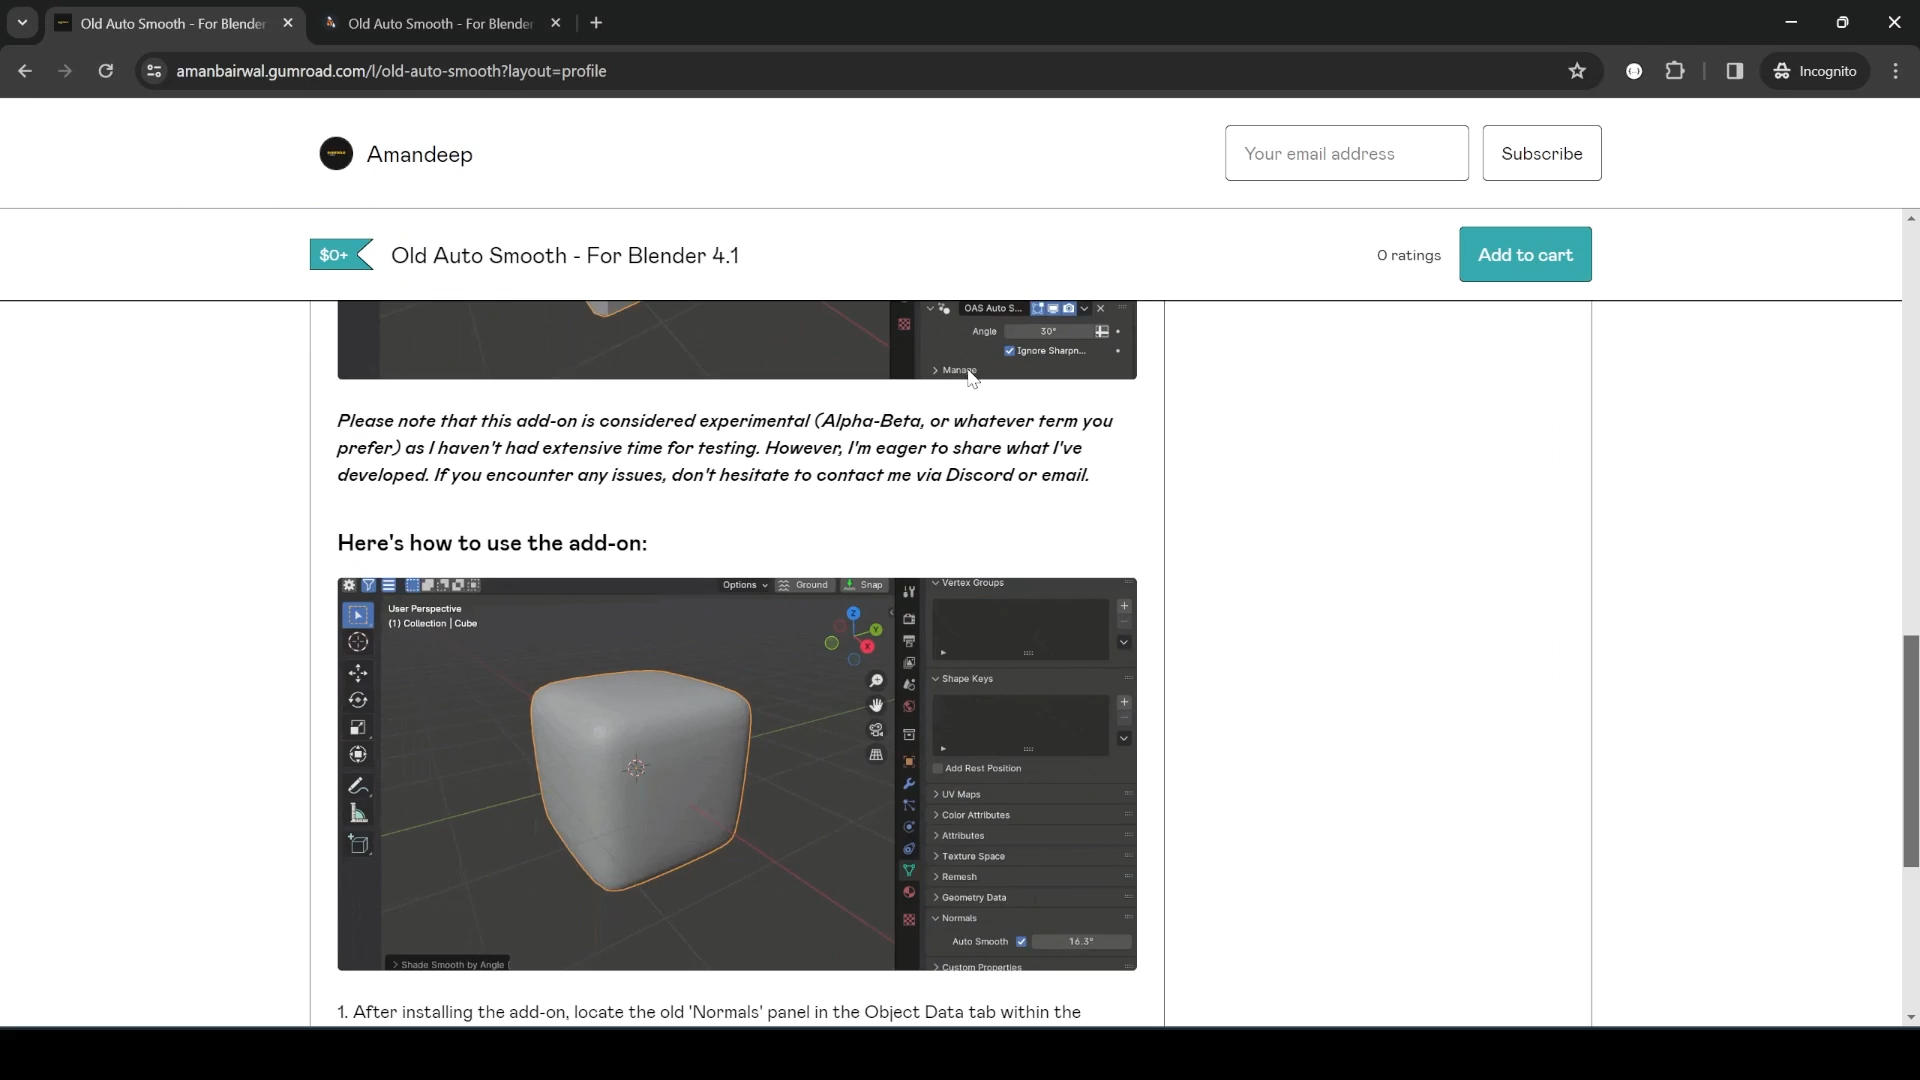 Old Auto Smooth - For Blender
Old Auto Smooth - For Blender
amanbairwal.gumroad.com/l/old-auto-smooth?layout=profile
Incognito
Amandeep
Your email address
Subscribe
$0+
Old Auto Smooth - For Blender 4.1
0 ratings
Add to cart
OAS Auto S...
Angle
30°
Ignore Sharpn...
Manage
Please note that this add-on is considered experimental (Alpha-Beta, or whatever term you
prefer) as I haven't had extensive time for testing. However, I'm eager to share what I've
developed. If you encounter any issues, don't hesitate to contact me via Discord or email.
Here's how to use the add-on:
Options
Ground
Snap
Vertex Groups
User Perspective
(1) Collection | Cube
Z
Y
X
Shape Keys
Add Rest Position
UV Maps
Color Attributes
Attributes
Texture Space
Remesh
Geometry Data
Normals
Auto Smooth
16.3°
Shade Smooth by Angle
Custom Properties
1. After installing the add-on, locate the old 'Normals' panel in the Object Data tab within the